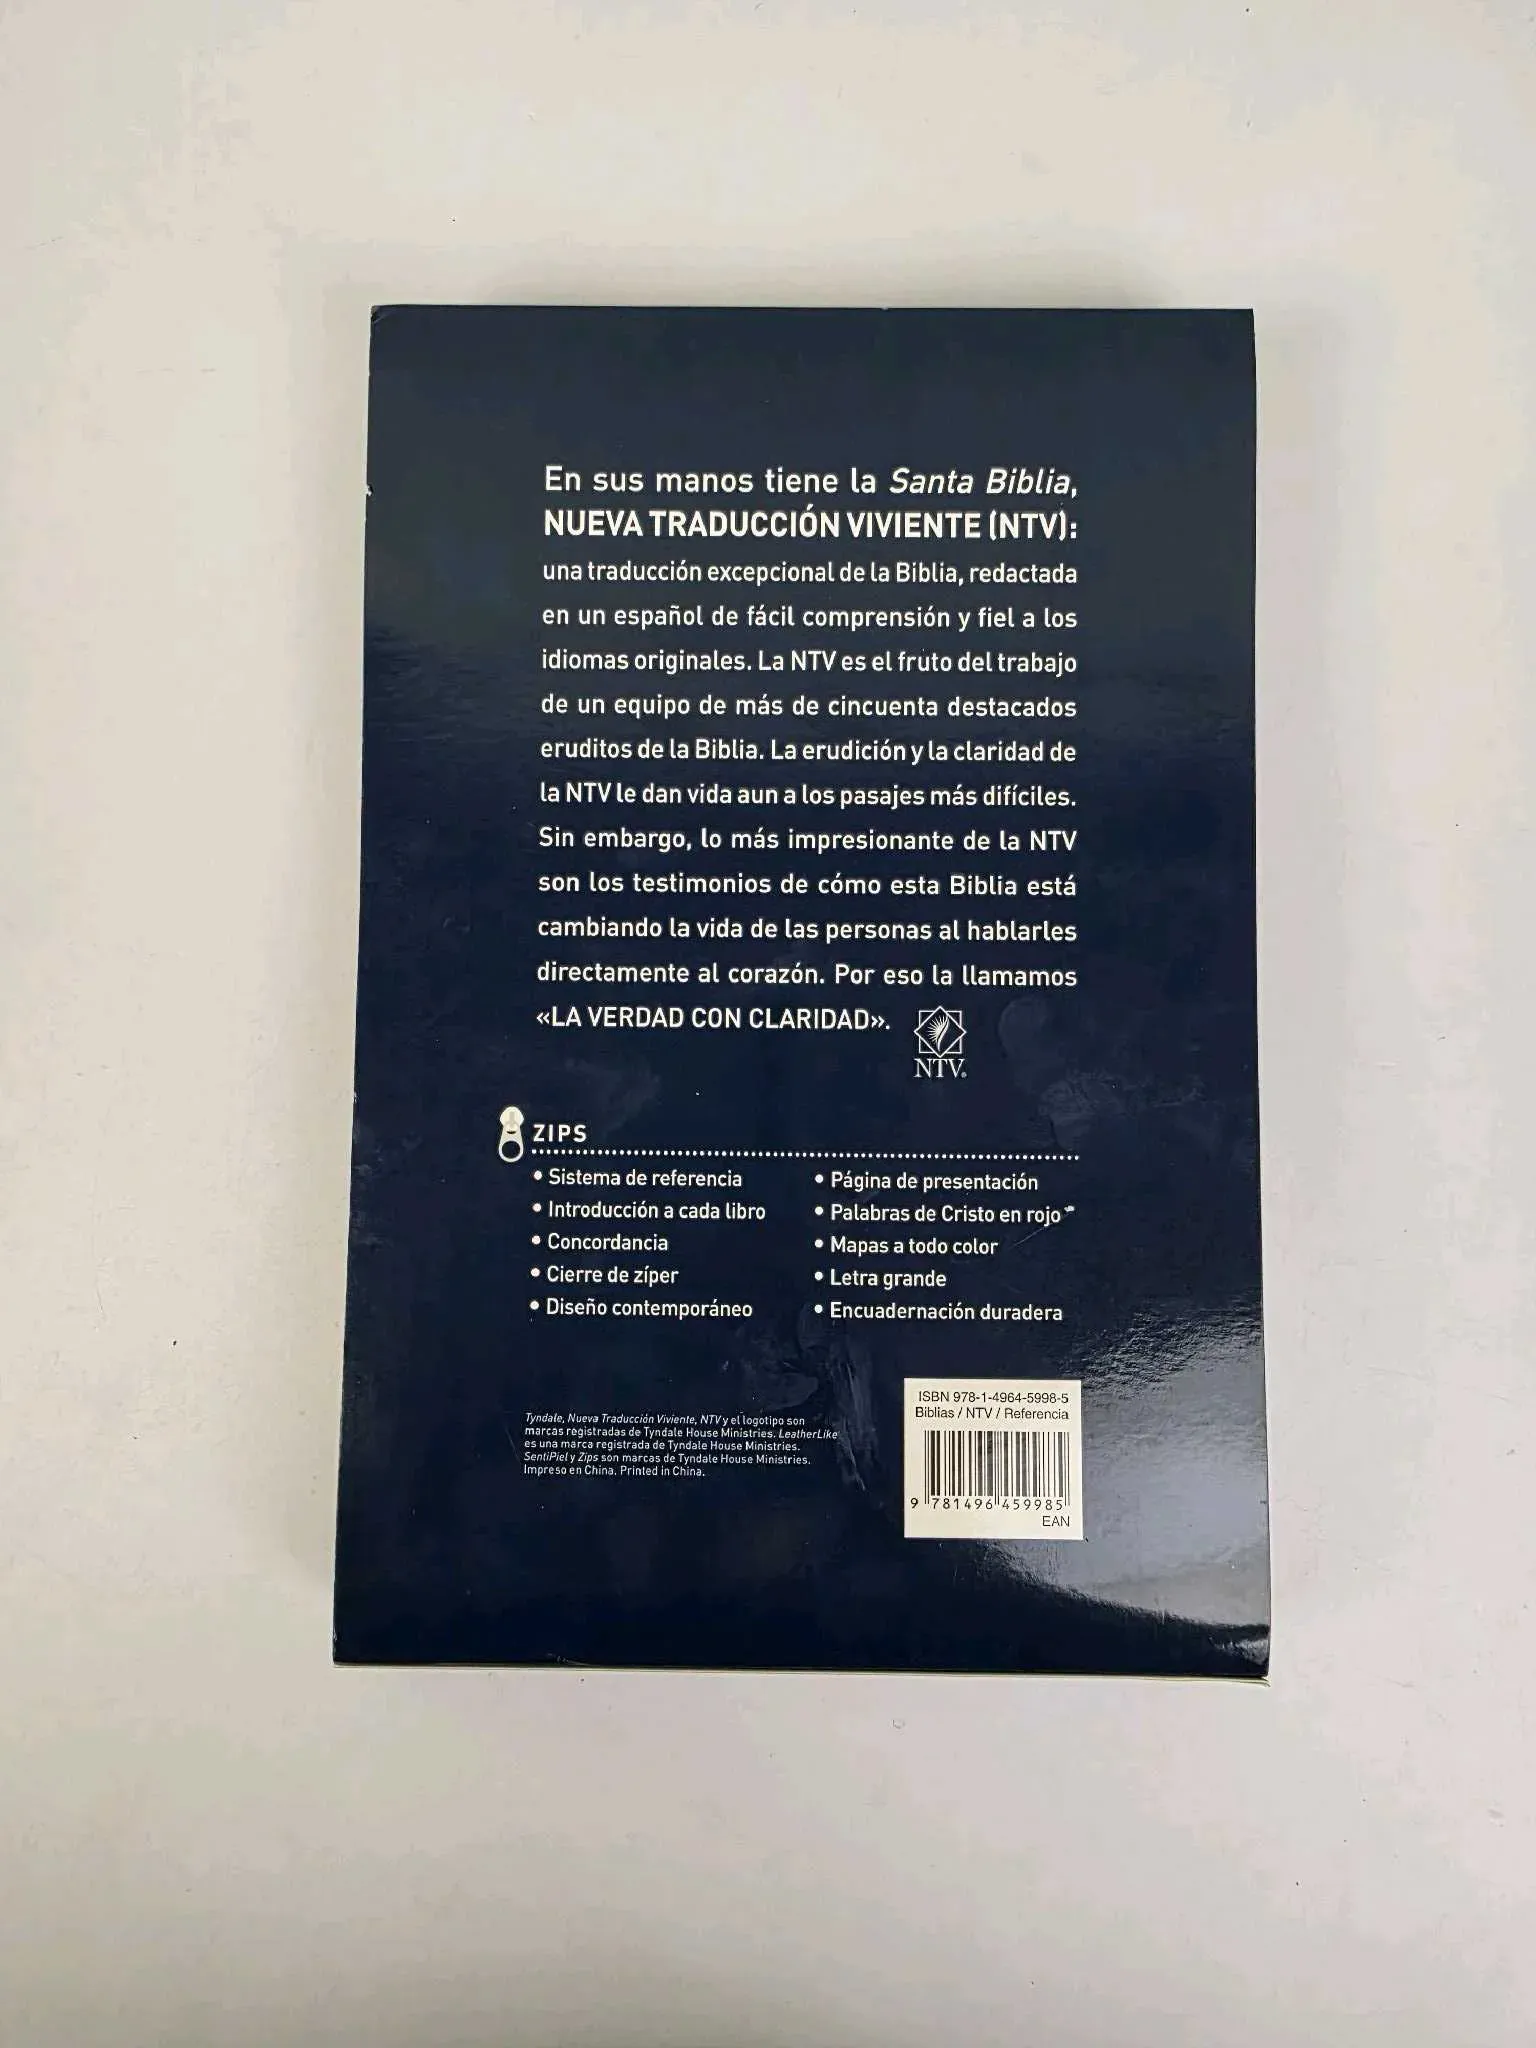 En sus manos tiene la Santa Biblia,
NUEVA TRADUCCIÓN VIVIENTE (NTV):
una traducción excepcional de la Biblia, redactada
en un español de fácil comprensión y fiel a los
idiomas originales. La NTV es el fruto del trabajo
de un equipo de más de cincuenta destacados
eruditos de la Biblia. La erudición y la claridad de
la NTV le dan vida aun a los pasajes más difíciles.
Sin embargo, lo más impresionante de la NTV
son los testimonios de cómo esta Biblia está
cambiando la vida de las personas al hablarles
directamente al corazón. Por eso la llamamos
«LA VERDAD CON CLARIDAD».
NTV®
ZIPS
• Sistema de referencia
• Introducción a cada libro
• Concordancia
• Cierre de zíper
• Diseño contemporáneo
• Página de presentación
• Palabras de Cristo en rojo
• Mapas a todo color
• Letra grande
• Encuadernación duradera
Tyndale, Nueva Traducción Viviente, NTV y el logotipo son
marcas registradas de Tyndale House Ministries. LeatherLike
es una marca registrada de Tyndale House Ministries.
SentiPiel y Zips son marcas de Tyndale House Ministries.
Impreso en China. Printed in China.
ISBN 978-1-4964-5998-5
Biblias / NTV / Referencia
9 781496 459985
EAN